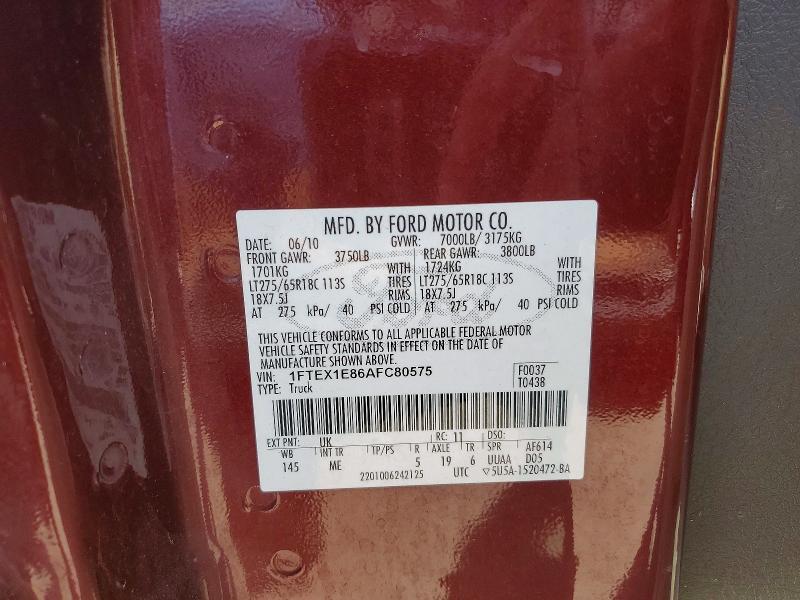 MFD. BY FORD MOTOR CO.
DATE: 06/10 GVWR: 7000LB/ 3175KG
FRONT GAWR: 3750LB REAR GAWR: 3800LB
1701KG WITH 1724KG WITH
LT275/65R18C 113S TIRES LT275/65R18C 113S TIRES
18X7.5J RIMS 18X7.5J RIMS
AT 275 kPa/ 40 PSI COLD AT 275 kPa/ 40 PSI COLD
THIS VEHICLE CONFORMS TO ALL APPLICABLE FEDERAL MOTOR
VEHICLE SAFETY STANDARDS IN EFFECT ON THE DATE OF
MANUFACTURE SHOWN ABOVE.
VIN: 1FTEX1E86AFC80575 F0037
TYPE: Truck T0438
EXT PNT: UK RC: 11 DSO:
WB INT TR TP/PS R AXLE TR SPR AF614
145 ME 5 19 6 UUAA D05
2201006242125 UTC ▽5U5A-1520472-BA
Ford